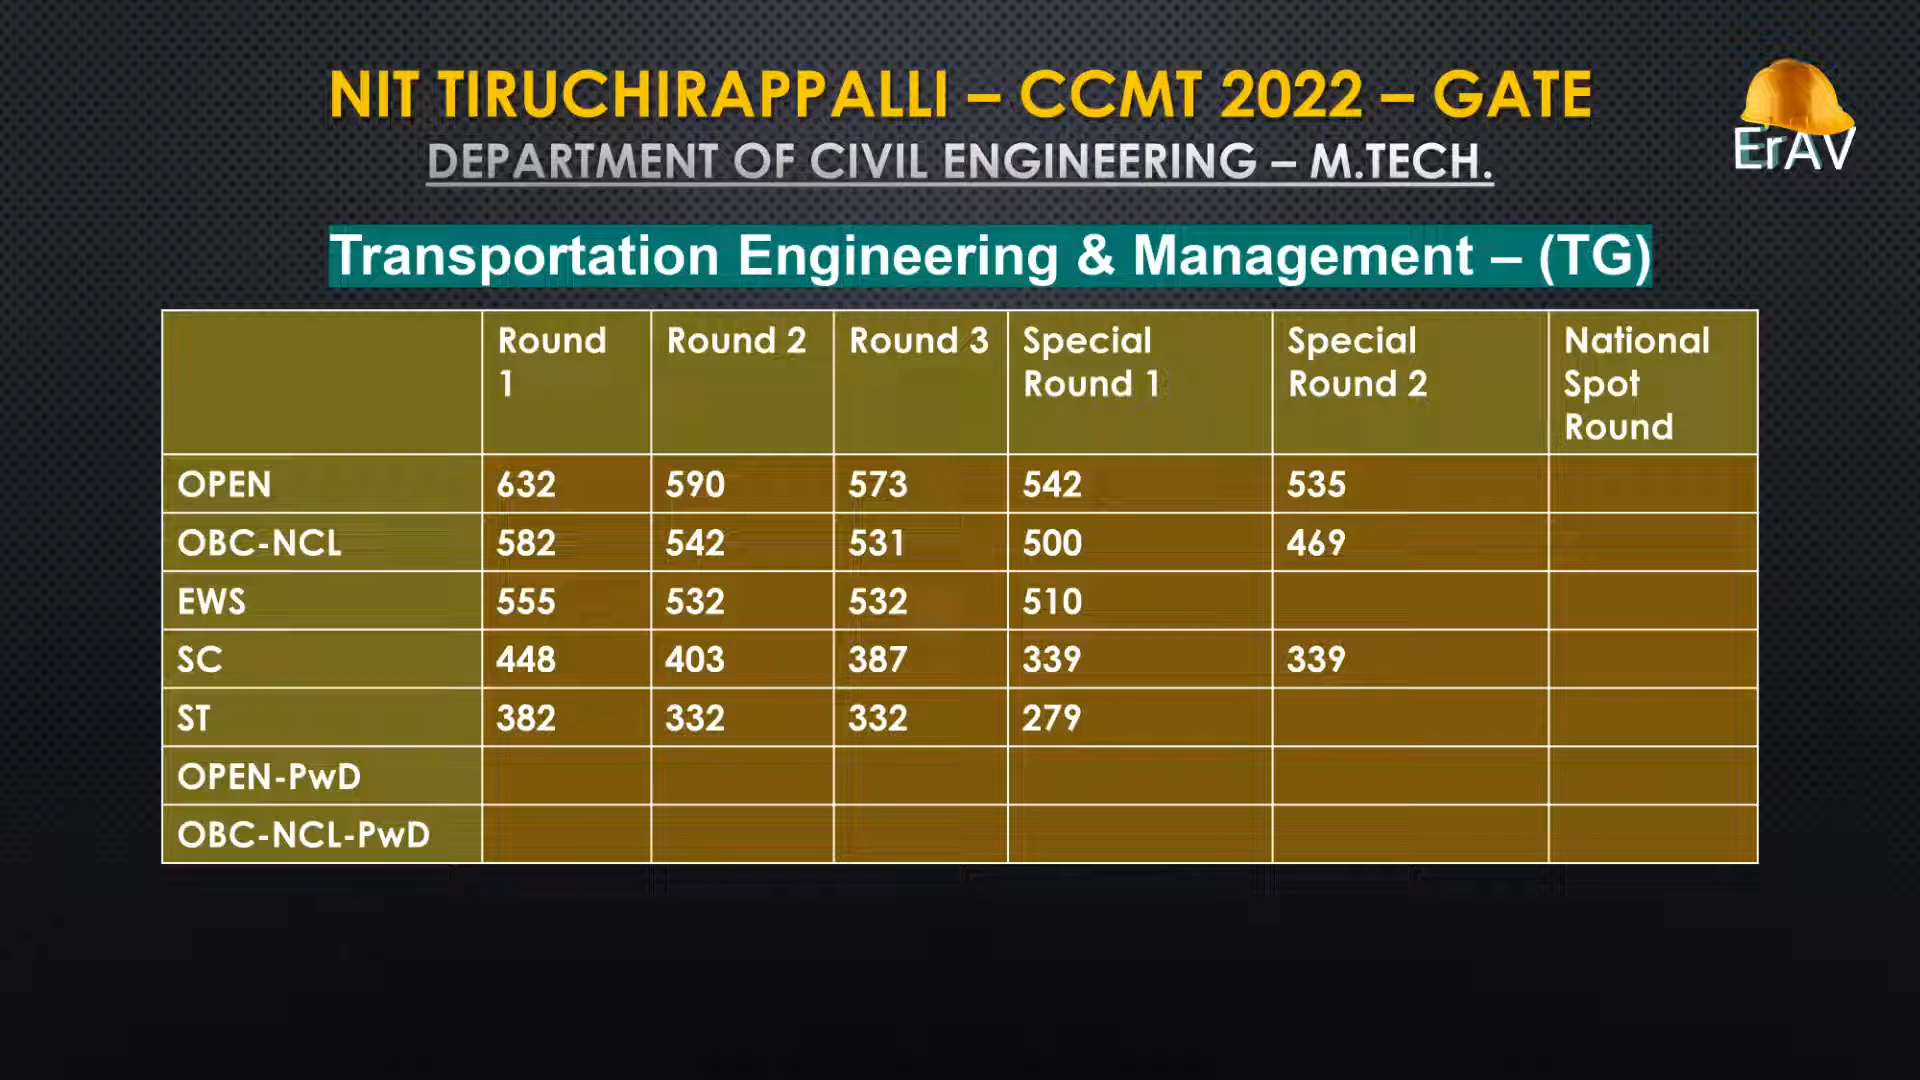 NIT TIRUCHIRAPPALLI – CCMT 2022 – GATE
DEPARTMENT OF CIVIL ENGINEERING – M.TECH.
ErAV
Transportation Engineering & Management – (TG)
Round 1 Round 2 Round 3 Special Round 1 Special Round 2 National Spot Round
OPEN 632 590 573 542 535
OBC-NCL 582 542 531 500 469
EWS 555 532 532 510
SC 448 403 387 339 339
ST 382 332 332 279
OPEN-PwD
OBC-NCL-PwD